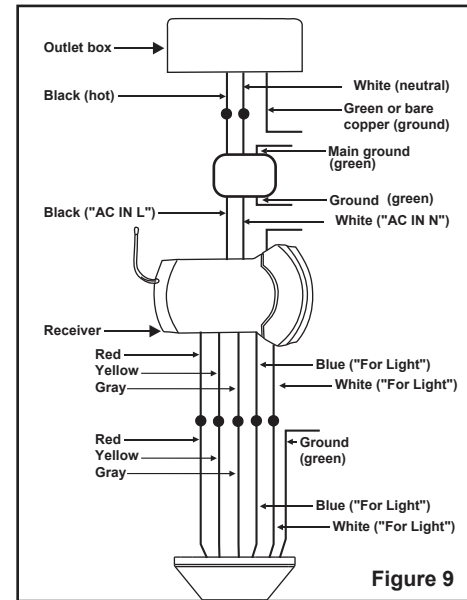 Outlet box
White (neutral)
Black (hot)
Green or bare
copper (ground)
Main ground
(green)
Ground (green)
Black ("AC IN L")
White ("AC IN N")
Receiver
Red
Yellow
Gray
Blue ("For Light")
White ("For Light")
Red
Yellow
Gray
Ground
(green)
Blue ("For Light")
White ("For Light")
Figure 9